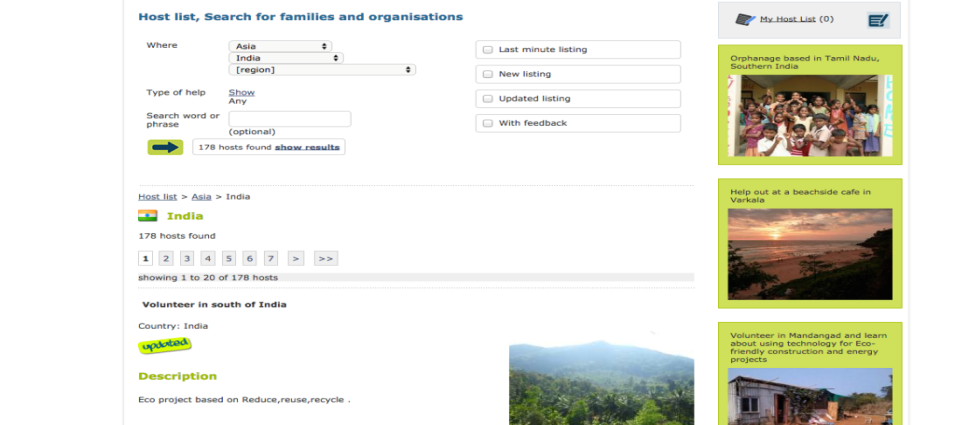 Host list, Search for families and organisations
Where
Asia
India
[region]
Type of help
Show
Any
Search word or
phrase
(optional)
178 hosts found show results
Last minute listing
New listing
Updated listing
With feedback
Host list > Asia > India
India
178 hosts found
1 2 3 4 5 6 7 > >>
showing 1 to 20 of 178 hosts
Volunteer in south of India
Country: India
updated
Description
Eco project based on Reduce,reuse,recycle .
My Host List (0)
Orphanage based in Tamil Nadu,
Southern India
Help out at a beachside cafe in
Varkala
Volunteer in Mandangad and learn
about using technology for Eco-
friendly construction and energy
projects